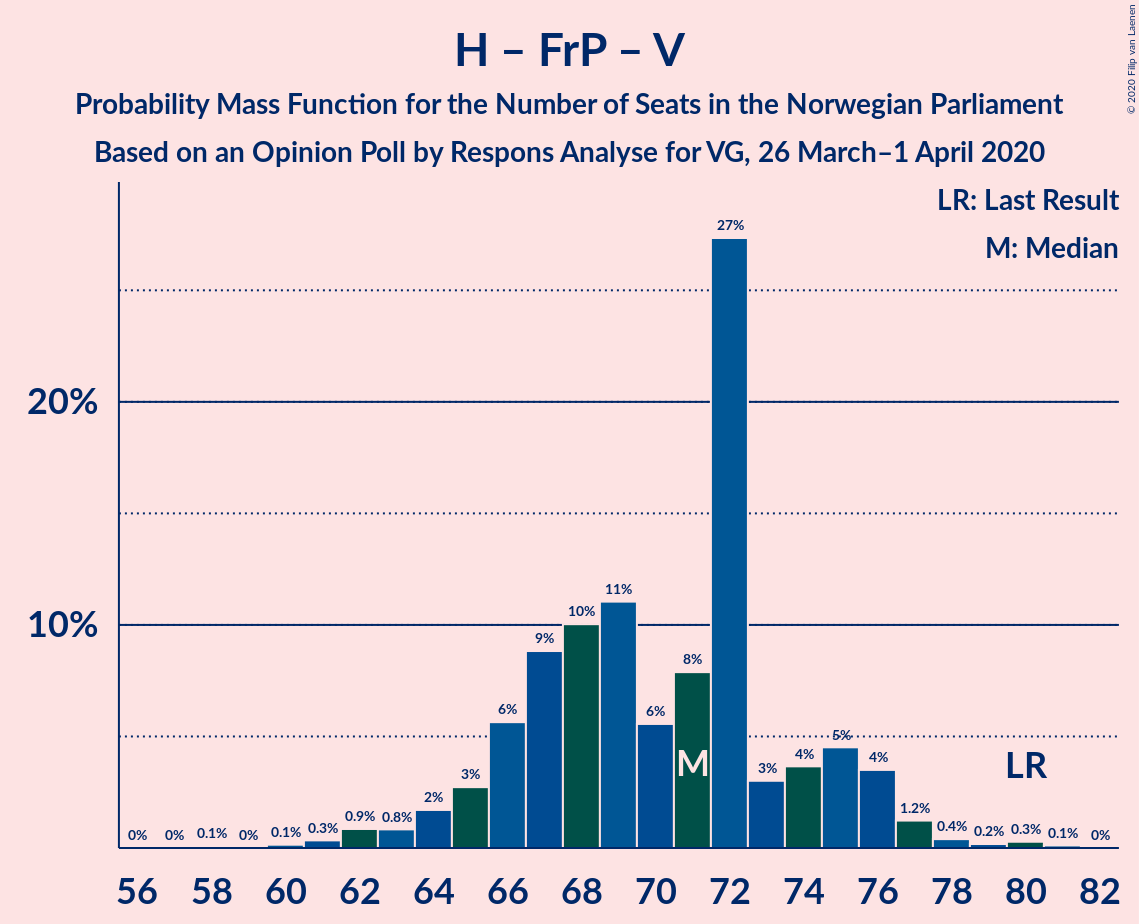 © 2020 Filip van Laenen
H – FrP – V
Probability Mass Function for the Number of Seats in the Norwegian Parliament
Based on an Opinion Poll by Respons Analyse for VG, 26 March–1 April 2020
LR: Last Result
M: Median
20%
10%
0% 0% 0.1% 0% 0.1% 0.3% 0.9% 0.8% 2% 3% 6% 9% 10% 11% 6% 8% 27% 3% 4% 5% 4% 1.2% 0.4% 0.2% 0.3% 0.1% 0%
M
LR
56 58 60 62 64 66 68 70 72 74 76 78 80 82